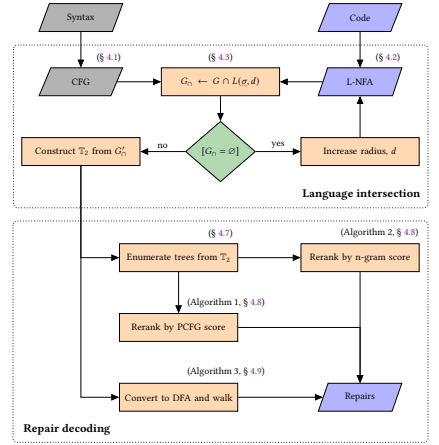 Syntax
Code
(§ 4.1)
(§ 4.3)
(§ 4.2)
CFG
G∩ ← G ∩ L(σ, d)
L-NFA
Construct 𝕋₂ from G′∩
no
[G∩ = ∅]
yes
Increase radius, d
Language intersection
(§ 4.7)
(Algorithm 2, § 4.8)
Enumerate trees from 𝕋₂
Rerank by n-gram score
(Algorithm 1, § 4.8)
Rerank by PCFG score
(Algorithm 3, § 4.9)
Convert to DFA and walk
Repairs
Repair decoding